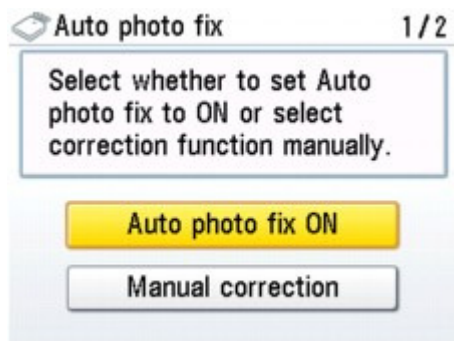 Auto photo fix 1/2
Select whether to set Auto
photo fix to ON or select
correction function manually.
Auto photo fix ON
Manual correction